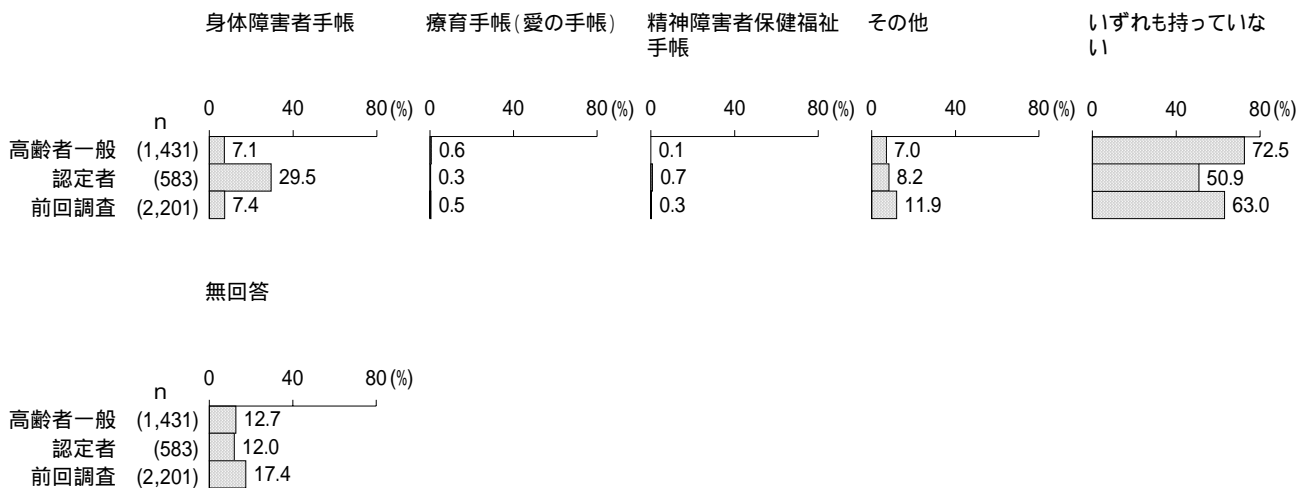 身体障害者手帳 療育手帳(愛の手帳) 精神障害者保健福祉 その他 いずれも持っていな
手帳 い
0 40 80(%) 0 40 80(%) 0 40 80(%) 0 40 80(%) 0 40 80(%)
n
高齢者一般 (1,431) 7.1 0.6 0.1 7.0 72.5
認定者 (583) 29.5 0.3 0.7 8.2 50.9
前回調査 (2,201) 7.4 0.5 0.3 11.9 63.0
無回答
0 40 80(%)
n
高齢者一般 (1,431) 12.7
認定者 (583) 12.0
前回調査 (2,201) 17.4